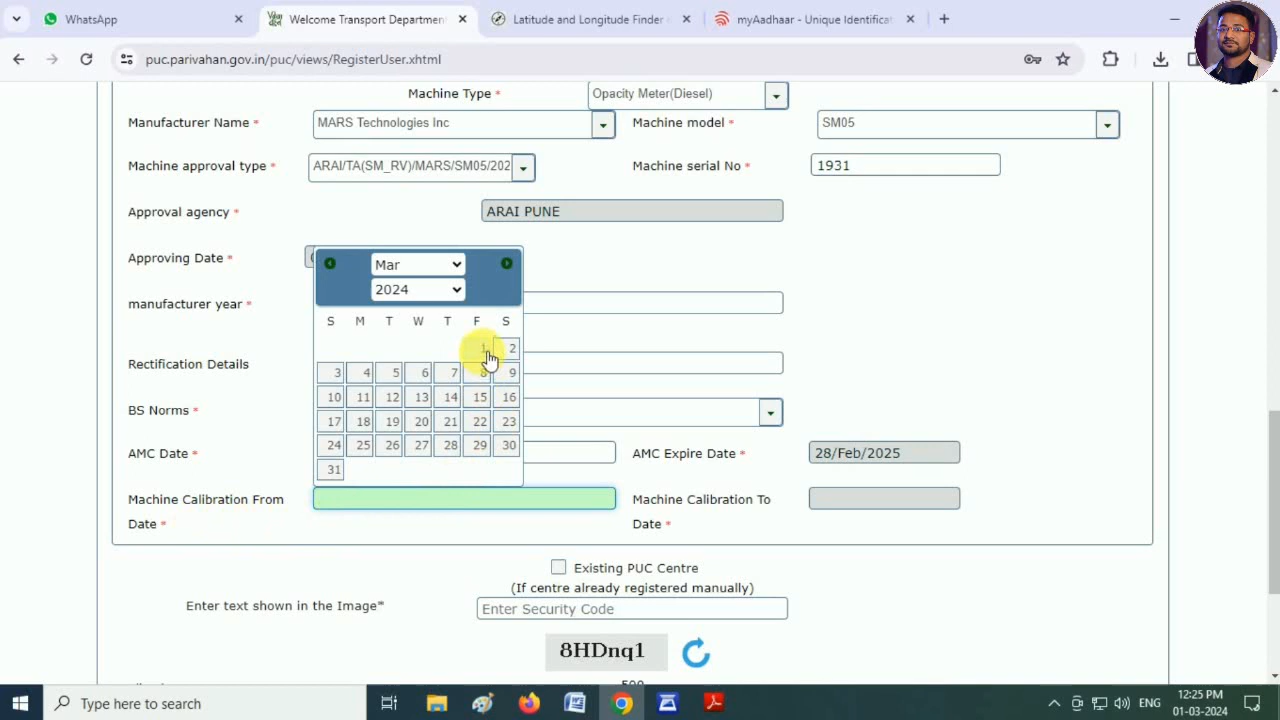 WhatsApp
Welcome Transport Departmen
Latitude and Longitude Finder
myAadhaar - Unique Identificat
puc.parivahan.gov.in/puc/views/RegisterUser.xhtml
Machine Type *
Opacity Meter(Diesel)
Manufacturer Name *
MARS Technologies Inc
Machine model *
SM05
Machine approval type *
ARAI/TA(SM_RV)/MARS/SM05/202
Machine serial No *
1931
Approval agency *
ARAI PUNE
Approving Date *
Mar
2024
manufacturer year *
S M T W T F S
1 2
3 4 5 6 7 8 9
10 11 12 13 14 15 16
17 18 19 20 21 22 23
24 25 26 27 28 29 30
31
Rectification Details
BS Norms *
AMC Date *
AMC Expire Date *
28/Feb/2025
Machine Calibration From
Date *
Machine Calibration To
Date *
Existing PUC Centre
(If centre already registered manually)
Enter text shown in the Image*
Enter Security Code
8HDnq1
Type here to search
ENG
12:25 PM
01-03-2024